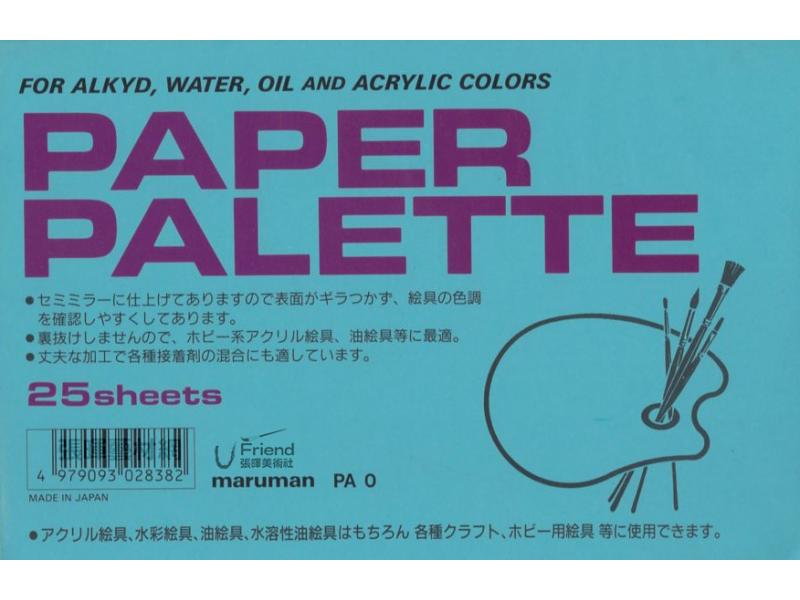 FOR ALKYD, WATER, OIL AND ACRYLIC COLORS
PAPER
PALETTE
●セミミラーに仕上げてありますので表面がギラつかず、絵具の色調
を確認しやすくしてあります。
●裏抜けしませんので、ホビー系アクリル絵具、油絵具等に最適。
●丈夫な加工で各種接着剤の混合にも適しています。
25sheets
4 979093 028382
MADE IN JAPAN
U Friend
張暉美術社
maruman PA 0
●アクリル絵具、水彩絵具、油絵具、水溶性油絵具はもちろん 各種クラフト、ホビー用絵具 等に使用できます。